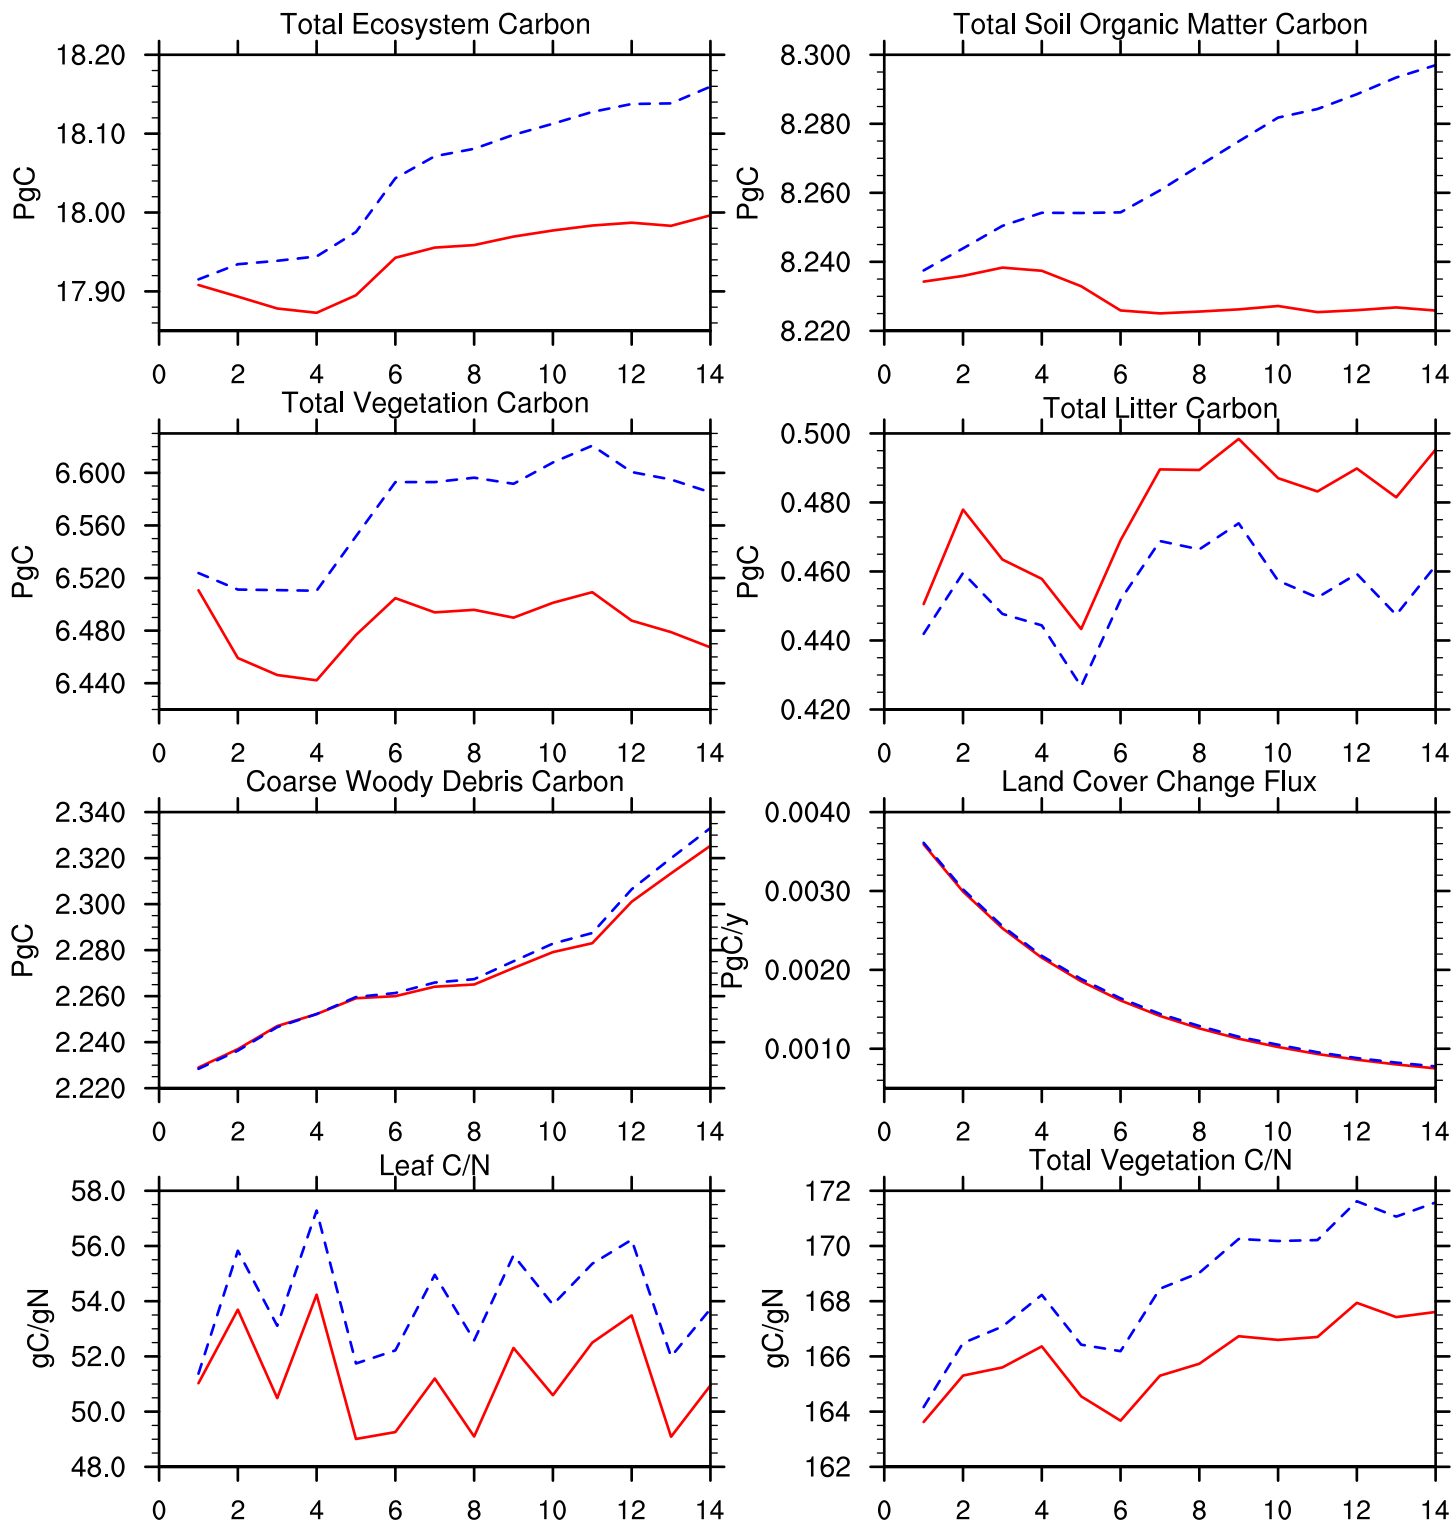 Total Ecosystem Carbon
18.20
18.10
18.00
17.90
PgC
0 2 4 6 8 10 12 14
Total Soil Organic Matter Carbon
8.300
8.280
8.260
8.240
8.220
PgC
0 2 4 6 8 10 12 14
Total Vegetation Carbon
6.600
6.560
6.520
6.480
6.440
PgC
0 2 4 6 8 10 12 14
Total Litter Carbon
0.500
0.480
0.460
0.440
0.420
PgC
0 2 4 6 8 10 12 14
Coarse Woody Debris Carbon
2.340
2.320
2.300
2.280
2.260
2.240
2.220
PgC
0 2 4 6 8 10 12 14
Land Cover Change Flux
0.0040
0.0030
0.0020
0.0010
PgC/y
0 2 4 6 8 10 12 14
Leaf C/N
58.0
56.0
54.0
52.0
50.0
48.0
gC/gN
0 2 4 6 8 10 12 14
Total Vegetation C/N
172
170
168
166
164
162
gC/gN
0 2 4 6 8 10 12 14